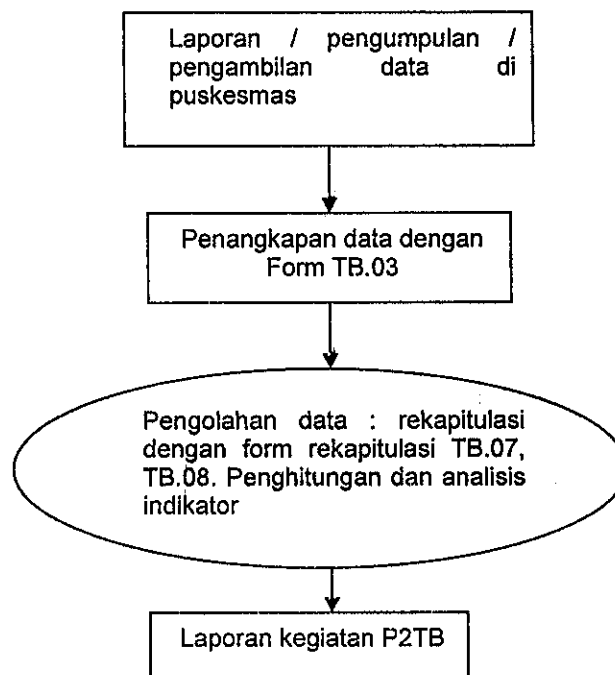 Laporan / pengumpulan /
pengambilan data di
puskesmas
Penangkapan data dengan
Form TB.03
Pengolahan data : rekapitulasi
dengan form rekapitulasi TB.07,
TB.08. Penghitungan dan analisis
indikator
Laporan kegiatan P2TB